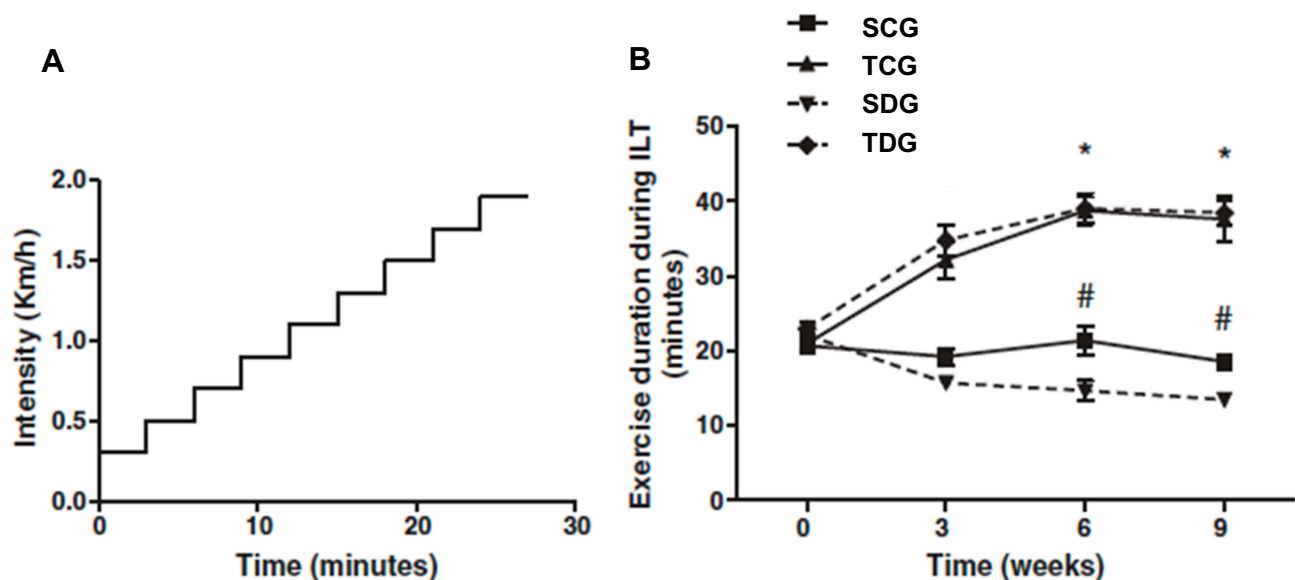 A
2.0
1.5
1.0
0.5
0.0
Intensity (Km/h)
0
10
20
30
Time (minutes)
B
SCG
TCG
SDG
TDG
50
40
30
20
10
0
Exercise duration during ILT
(minutes)
*
*
#
#
0
3
6
9
Time (weeks)